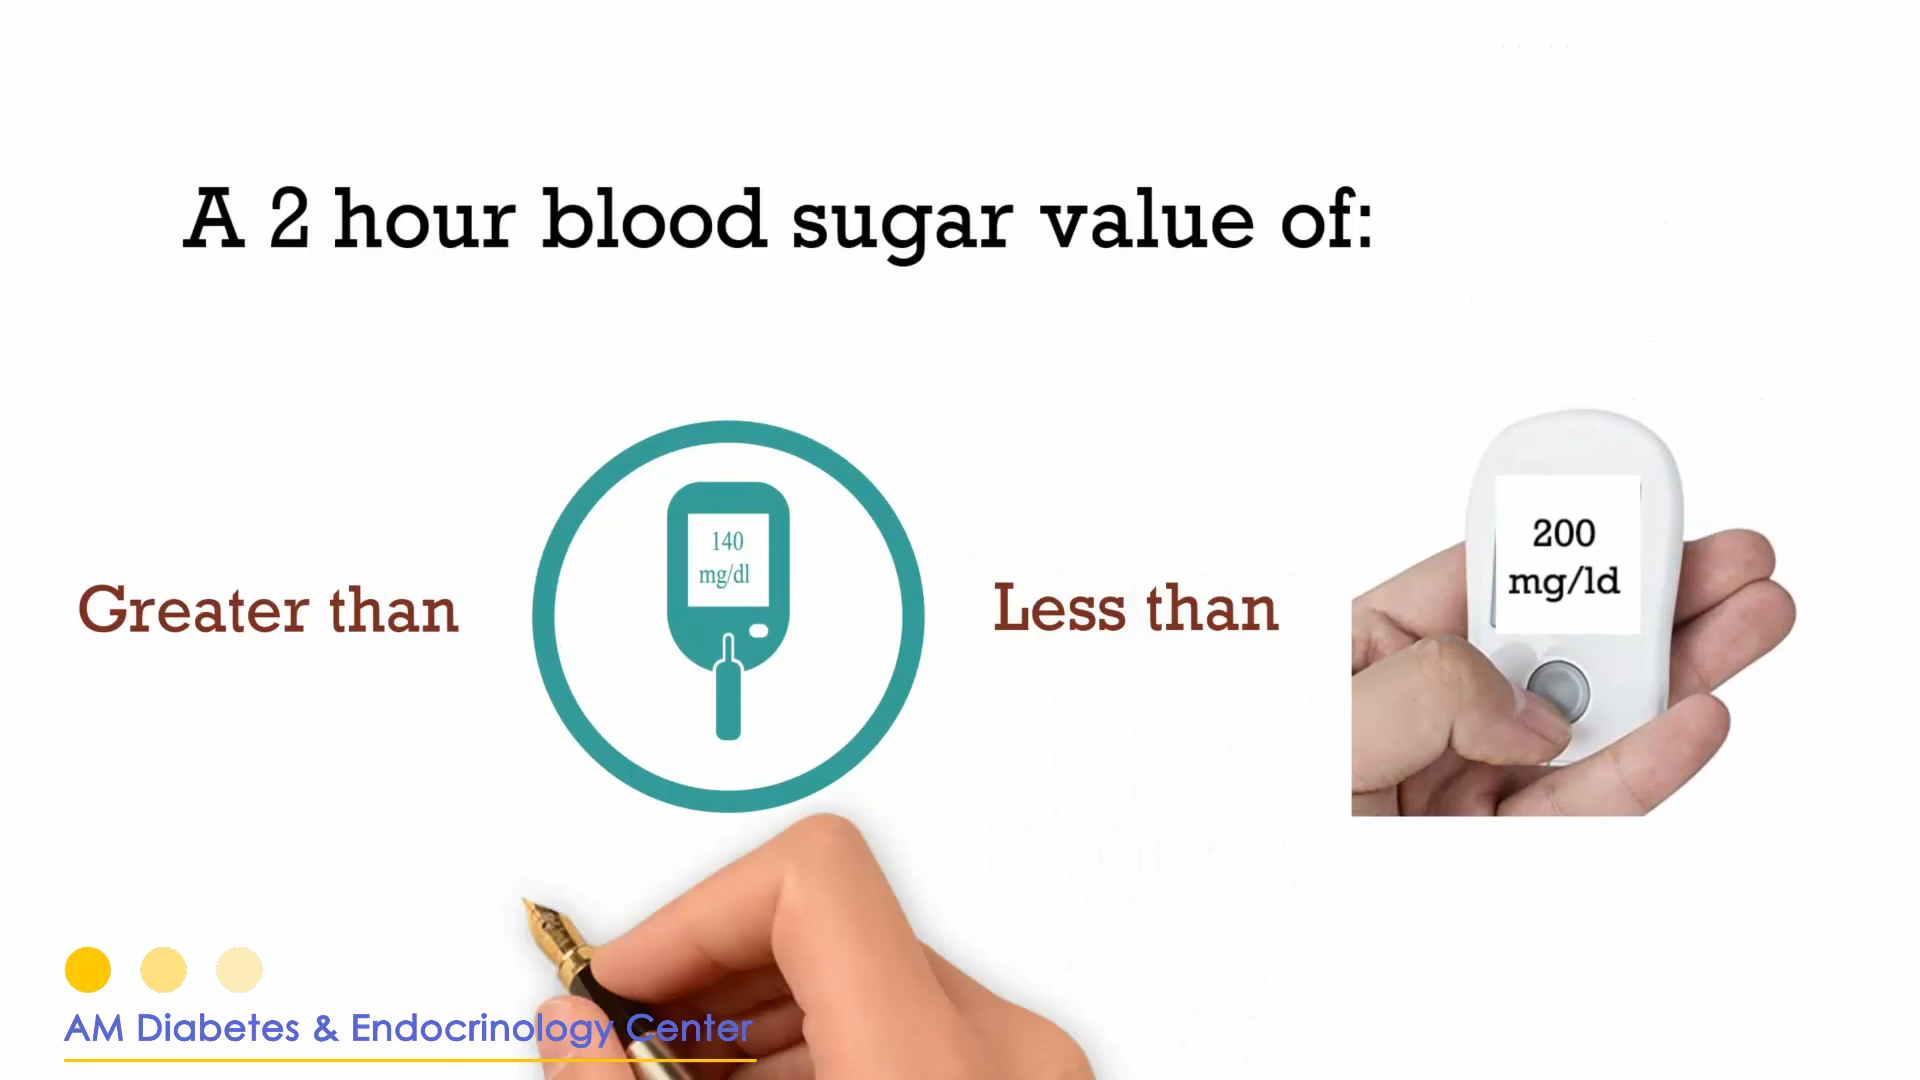 A 2 hour blood sugar value of:
Greater than
140
mg/dl
Less than
200
mg/ld
AM Diabetes & Endocrinology Center